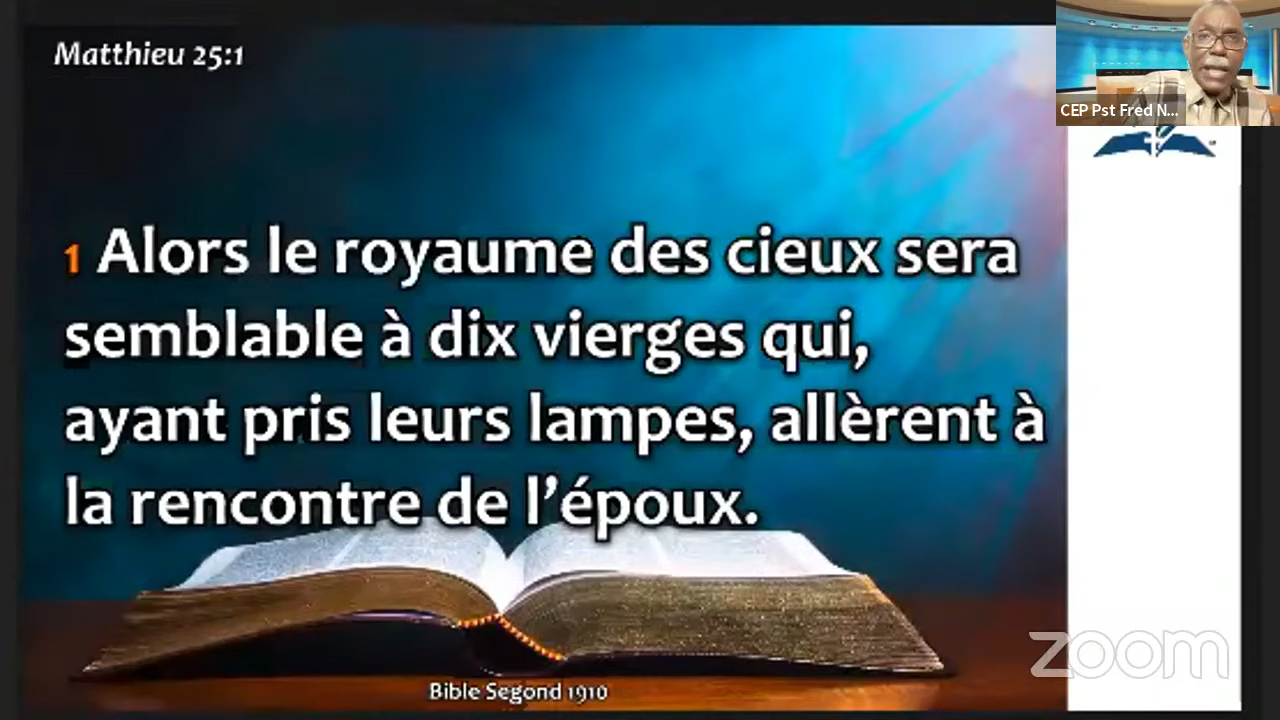 Matthieu 25:1
CEP Pst Fred N...
1 Alors le royaume des cieux sera
semblable à dix vierges qui,
ayant pris leurs lampes, allèrent à
la rencontre de l’époux.
zoom
Bible Segond 1910